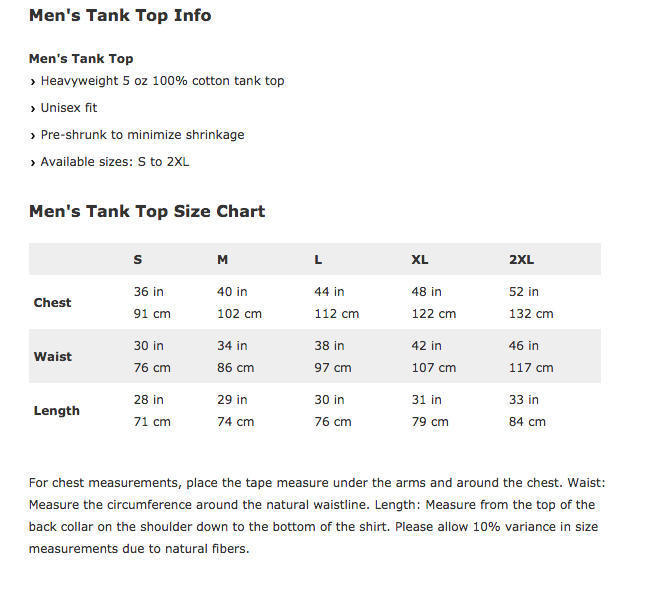 Men's Tank Top Info
Men's Tank Top
› Heavyweight 5 oz 100% cotton tank top
› Unisex fit
› Pre-shrunk to minimize shrinkage
› Available sizes: S to 2XL
Men's Tank Top Size Chart
S M L XL 2XL
Chest
36 in 40 in 44 in 48 in 52 in
91 cm 102 cm 112 cm 122 cm 132 cm
Waist
30 in 34 in 38 in 42 in 46 in
76 cm 86 cm 97 cm 107 cm 117 cm
Length
28 in 29 in 30 in 31 in 33 in
71 cm 74 cm 76 cm 79 cm 84 cm
For chest measurements, place the tape measure under the arms and around the chest. Waist:
Measure the circumference around the natural waistline. Length: Measure from the top of the
back collar on the shoulder down to the bottom of the shirt. Please allow 10% variance in size
measurements due to natural fibers.